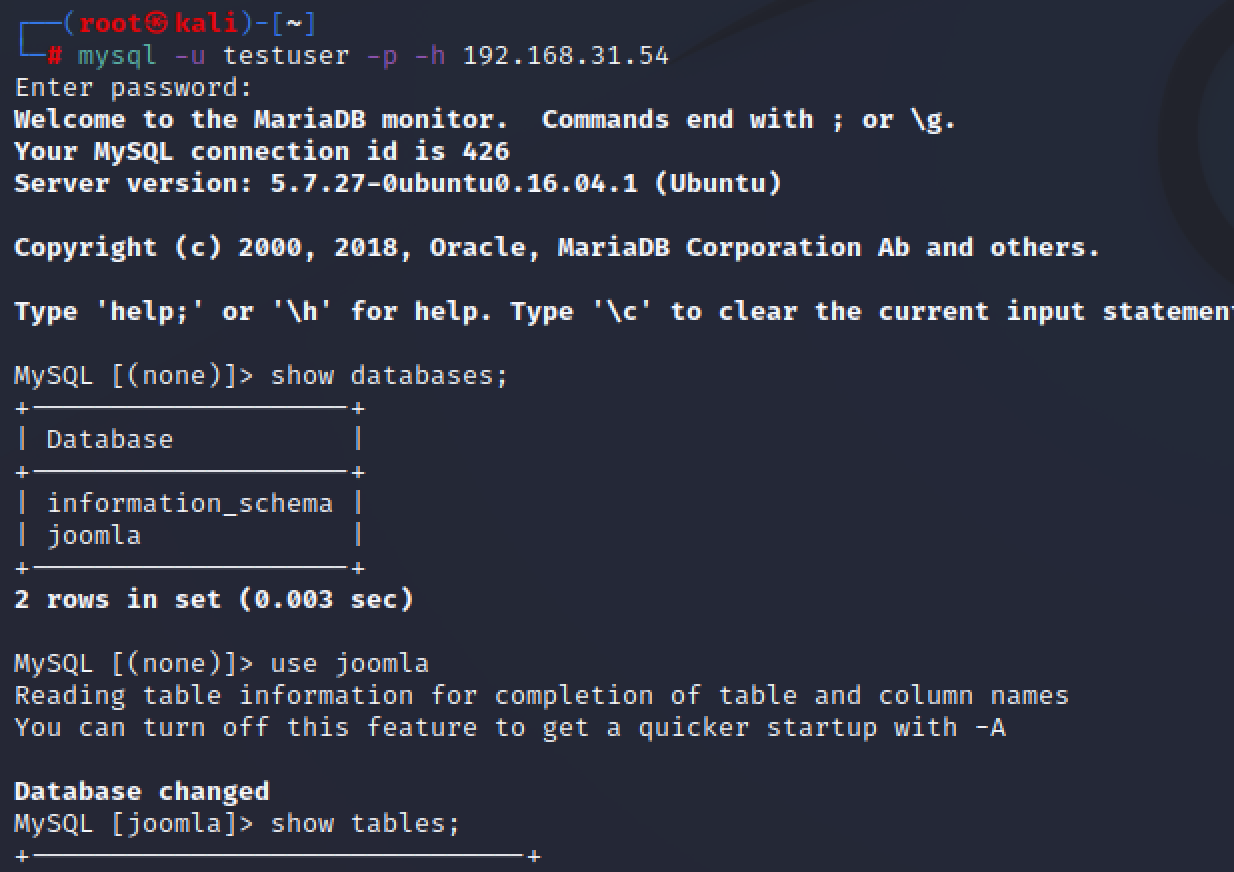 ┌──(root㉿kali)-[~]
└─# mysql -u testuser -p -h 192.168.31.54
Enter password:
Welcome to the MariaDB monitor.  Commands end with ; or \g.
Your MySQL connection id is 426
Server version: 5.7.27-0ubuntu0.16.04.1 (Ubuntu)
Copyright (c) 2000, 2018, Oracle, MariaDB Corporation Ab and others.
Type 'help;' or '\h' for help. Type '\c' to clear the current input statement
MySQL [(none)]> show databases;
+--------------------+
| Database           |
+--------------------+
| information_schema |
| joomla             |
+--------------------+
2 rows in set (0.003 sec)
MySQL [(none)]> use joomla
Reading table information for completion of table and column names
You can turn off this feature to get a quicker startup with -A
Database changed
MySQL [joomla]> show tables;
+-------------------------------+